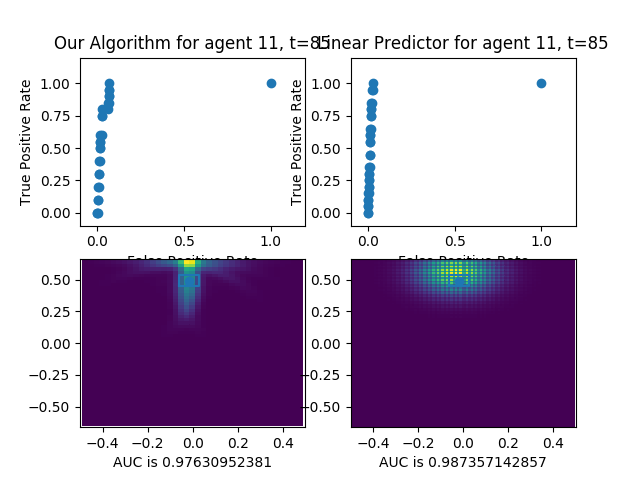 Our Algorithm for agent 11, t=85
Linear Predictor for agent 11, t=85
True Positive Rate
1.00
0.75
0.50
0.25
0.00
0.0 0.5 1.0
False Positive Rate
True Positive Rate
1.00
0.75
0.50
0.25
0.00
0.0 0.5 1.0
False Positive Rate
0.50
0.25
0.00
−0.25
−0.50
−0.4 −0.2 0.0 0.2 0.4
AUC is 0.97630952381
0.50
0.25
0.00
−0.25
−0.50
−0.4 −0.2 0.0 0.2 0.4
AUC is 0.987357142857